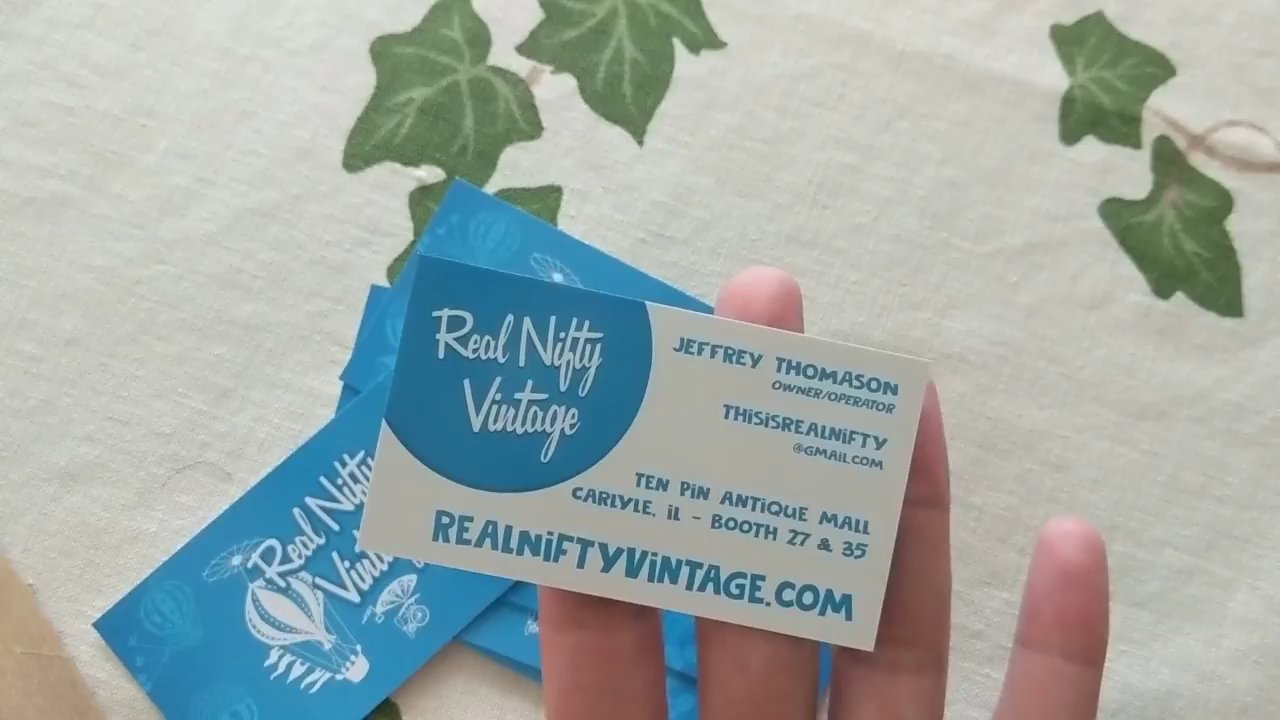 Real Nifty
Vintage
JEFFREY THOMASON
OWNER/OPERATOR
THiSiSREALNiFTY
@GMAIL.COM
TEN PiN ANTiQUE MALL
CARLYLE, iL - BOOTH 27 & 35
REALNiFTYViNTAGE.COM
Real Nifty